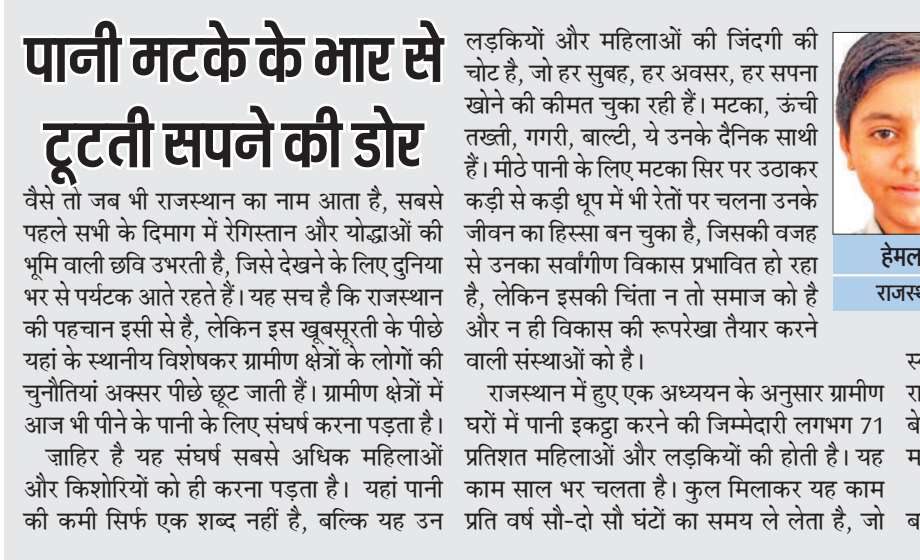 पानी मटके के भार से
टूटती सपने की डोर
वैसे तो जब भी राजस्थान का नाम आता है, सबसे
पहले सभी के दिमाग में रेगिस्तान और योद्धाओं की
भूमि वाली छवि उभरती है, जिसे देखने के लिए दुनिया
भर से पर्यटक आते रहते हैं। यह सच है कि राजस्थान
की पहचान इसी से है, लेकिन इस खूबसूरती के पीछे
यहां के स्थानीय विशेषकर ग्रामीण क्षेत्रों के लोगों की
चुनौतियां अक्सर पीछे छूट जाती हैं। ग्रामीण क्षेत्रों में
आज भी पीने के पानी के लिए संघर्ष करना पड़ता है।
जाहिर है यह संघर्ष सबसे अधिक महिलाओं
और किशोरियों को ही करना पड़ता है। यहां पानी
की कमी सिर्फ एक शब्द नहीं है, बल्कि यह उन
लड़कियों और महिलाओं की जिंदगी की
चोट है, जो हर सुबह, हर अवसर, हर सपना
खोने की कीमत चुका रही हैं। मटका, ऊंची
तख्ती, गगरी, बाल्टी, ये उनके दैनिक साथी
हैं। मीठे पानी के लिए मटका सिर पर उठाकर
कड़ी से कड़ी धूप में भी रेतों पर चलना उनके
जीवन का हिस्सा बन चुका है, जिसकी वजह
से उनका सर्वांगीण विकास प्रभावित हो रहा
है, लेकिन इसकी चिंता न तो समाज को है
और न ही विकास की रूपरेखा तैयार करने
वाली संस्थाओं को है।
राजस्थान में हुए एक अध्ययन के अनुसार ग्रामीण
घरों में पानी इकट्ठा करने की जिम्मेदारी लगभग 71
प्रतिशत महिलाओं और लड़कियों की होती है। यह
काम साल भर चलता है। कुल मिलाकर यह काम
प्रति वर्ष सौ-दो सौ घंटों का समय ले लेता है, जो